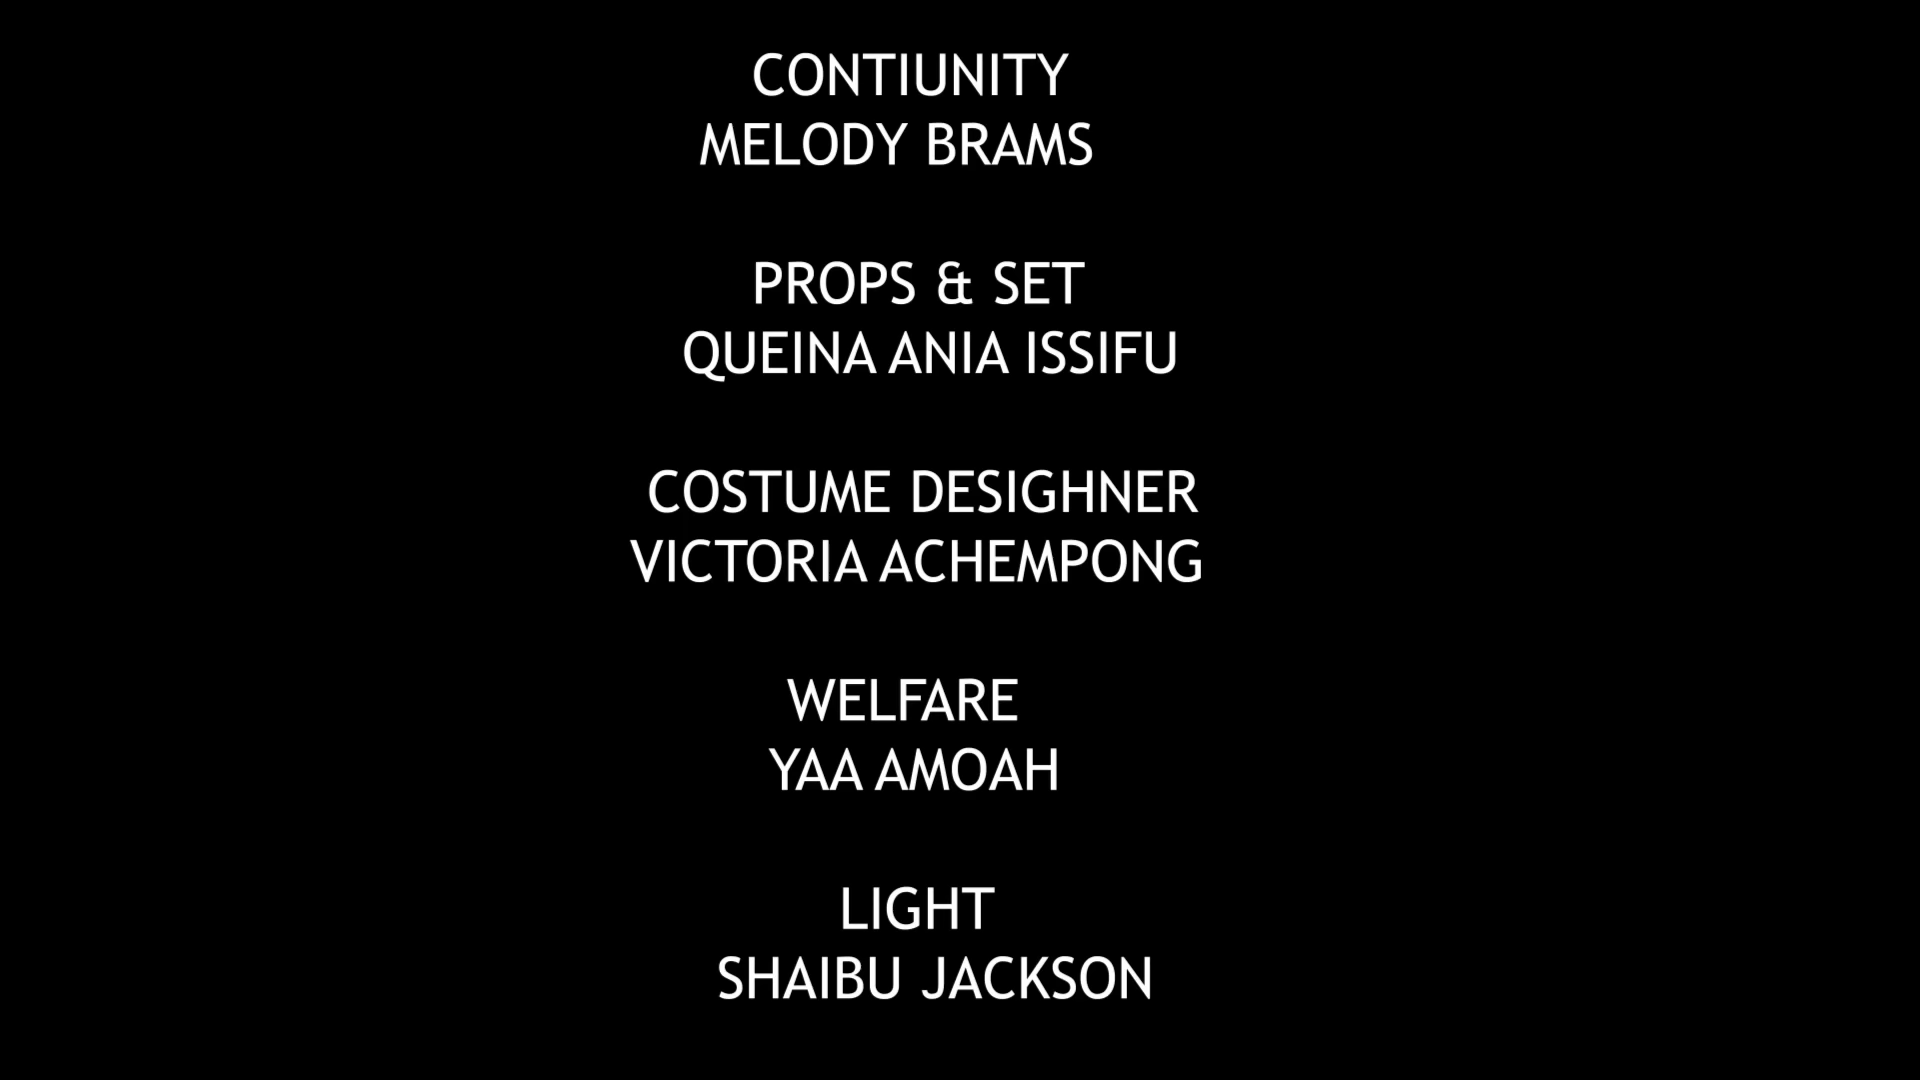 CONTIUNITY
MELODY BRAMS
PROPS & SET
QUEINA ANIA ISSIFU
COSTUME DESIGHNER
VICTORIA ACHEMPONG
WELFARE
YAA AMOAH
LIGHT
SHAIBU JACKSON